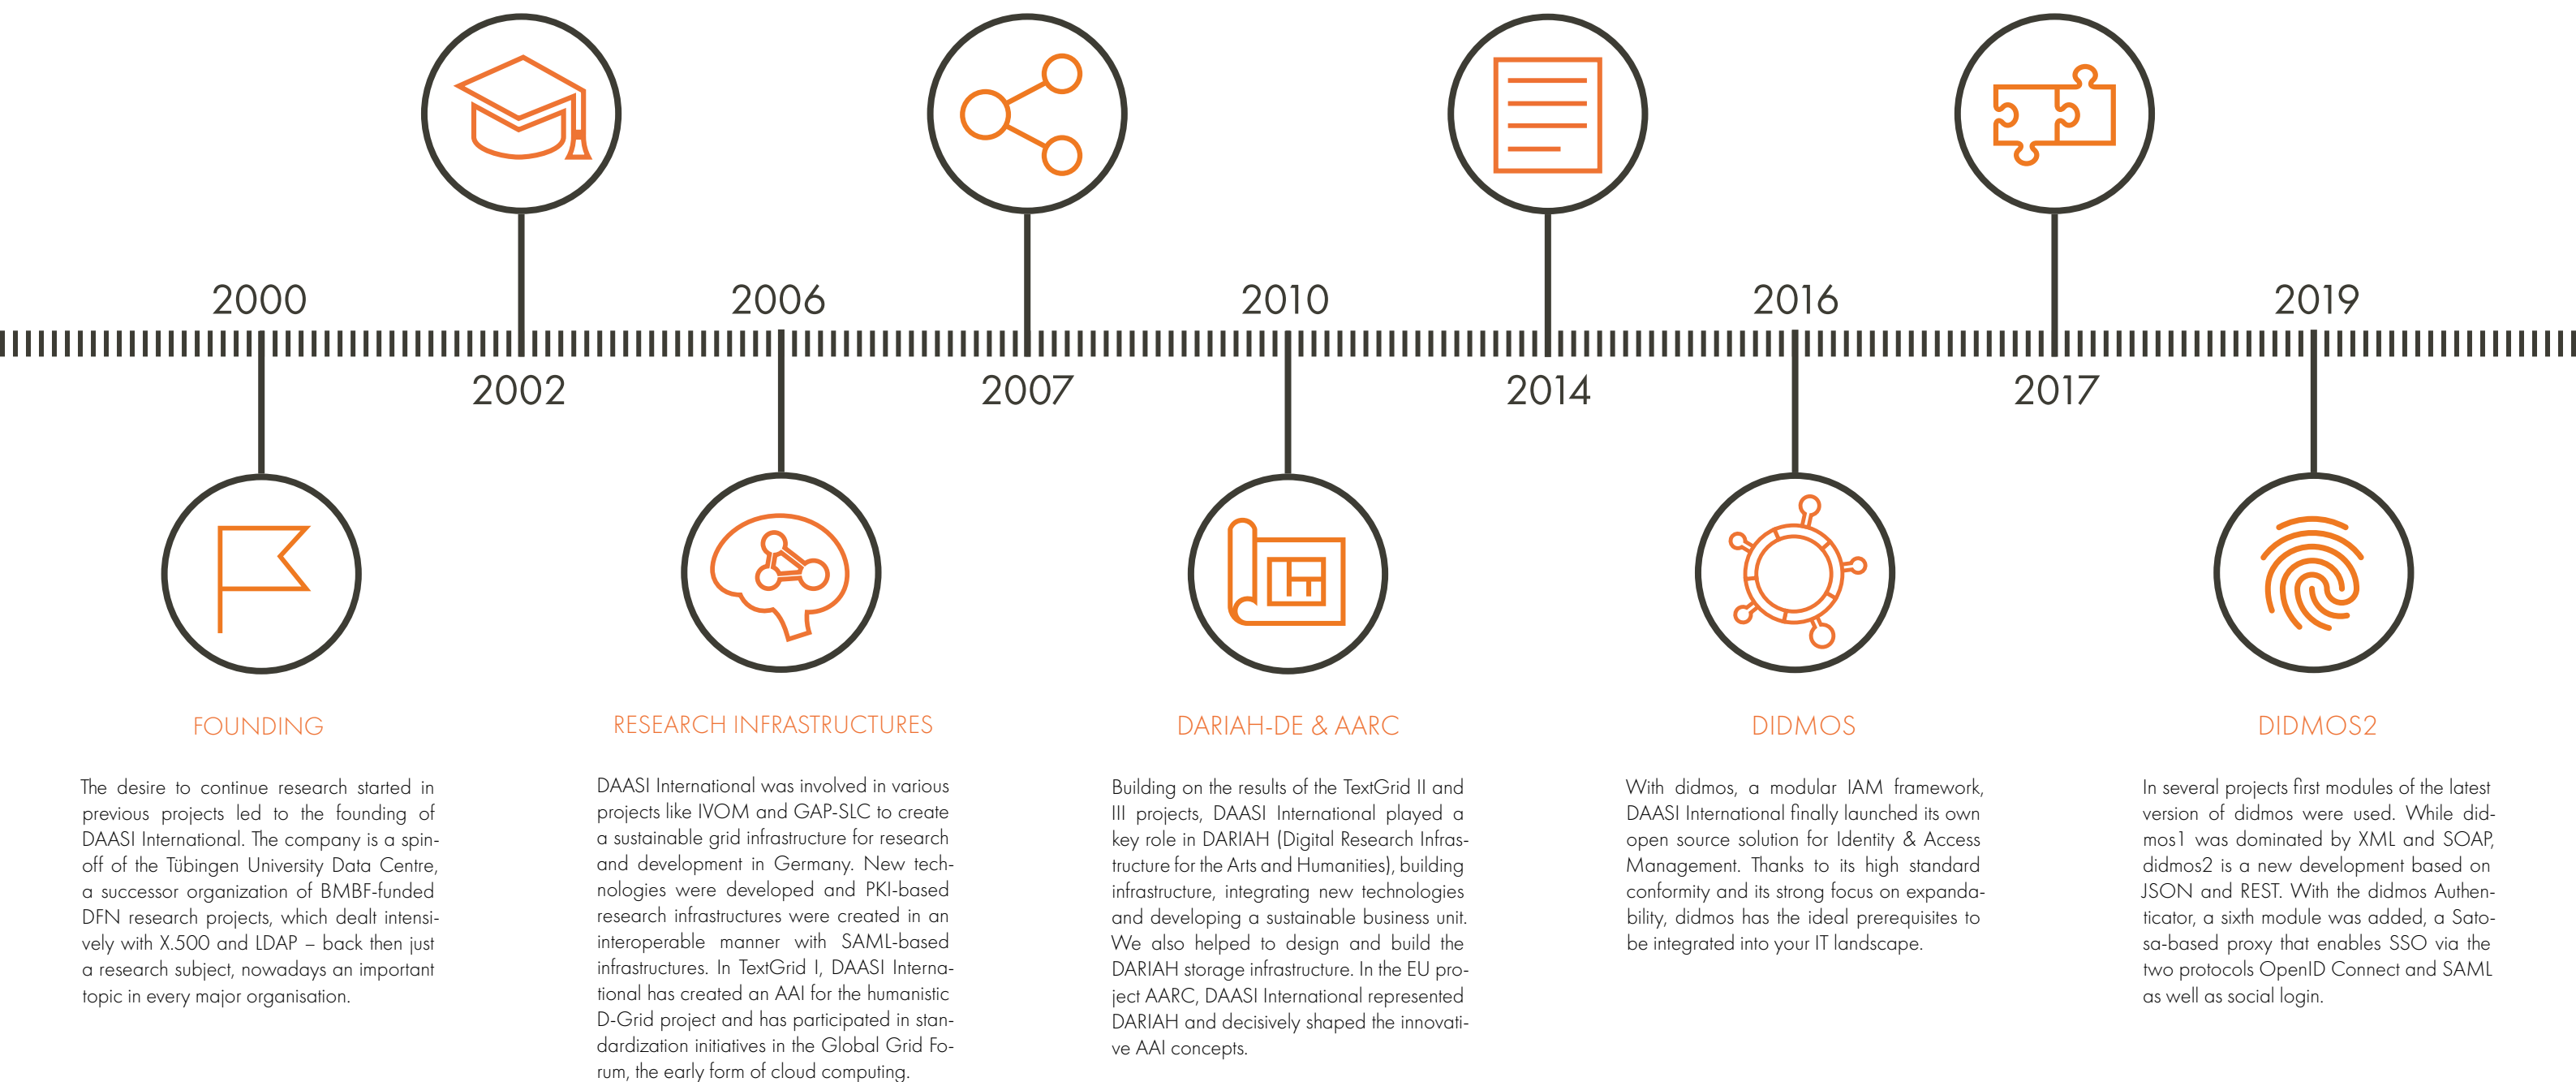 2000
2006
2010
2016
2019
2002
2007
2014
2017
FOUNDING
The desire to continue research started in
previous projects led to the founding of
DAASI International. The company is a spin-
off of the Tübingen University Data Centre,
a successor organization of BMBF-funded
DFN research projects, which dealt intensi-
vely with X.500 and LDAP – back then just
a research subject, nowadays an important
topic in every major organisation.
RESEARCH INFRASTRUCTURES
DAASI International was involved in various
projects like IVOM and GAP-SLC to create
a sustainable grid infrastructure for research
and development in Germany. New tech-
nologies were developed and PKI-based
research infrastructures were created in an
interoperable manner with SAML-based
infrastructures. In TextGrid I, DAASI Interna-
tional has created an AAI for the humanistic
D-Grid project and has participated in stan-
dardization initiatives in the Global Grid Fo-
rum, the early form of cloud computing.
DARIAH-DE & AARC
Building on the results of the TextGrid II and
III projects, DAASI International played a
key role in DARIAH (Digital Research Infras-
tructure for the Arts and Humanities), building
infrastructure, integrating new technologies
and developing a sustainable business unit.
We also helped to design and build the
DARIAH storage infrastructure. In the EU pro-
ject AARC, DAASI International represented
DARIAH and decisively shaped the innovati-
ve AAI concepts.
DIDMOS
With didmos, a modular IAM framework,
DAASI International finally launched its own
open source solution for Identity & Access
Management. Thanks to its high standard
conformity and its strong focus on expanda-
bility, didmos has the ideal prerequisites to
be integrated into your IT landscape.
DIDMOS2
In several projects first modules of the latest
version of didmos were used. While did-
mos1 was dominated by XML and SOAP,
didmos2 is a new development based on
JSON and REST. With the didmos Authen-
ticator, a sixth module was added, a Sato-
sa-based proxy that enables SSO via the
two protocols OpenID Connect and SAML
as well as social login.